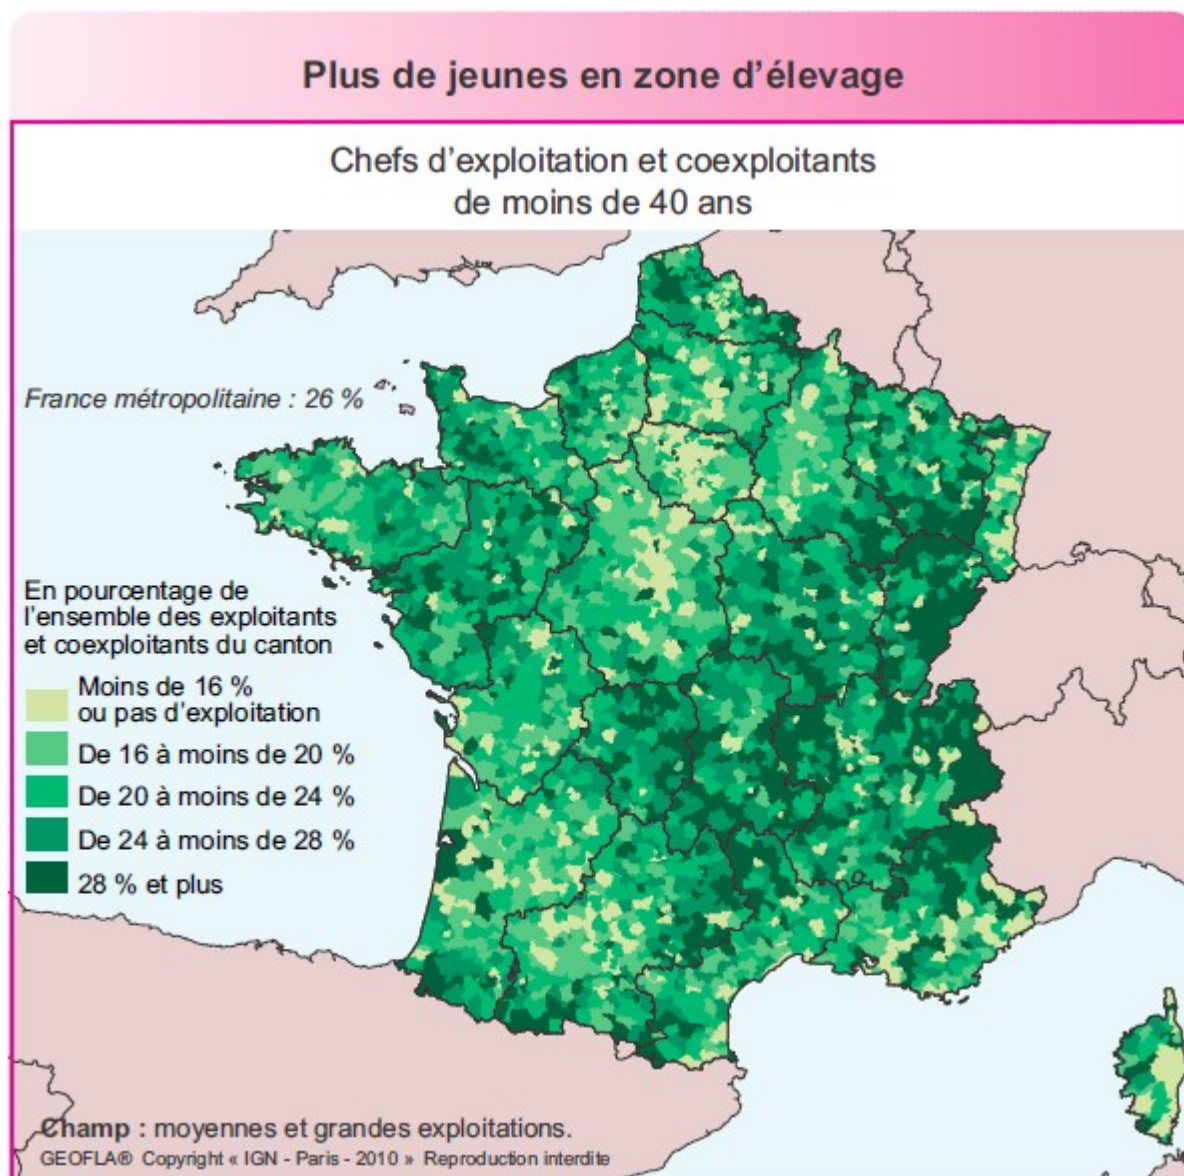 Plus de jeunes en zone d'élevage
Chefs d'exploitation et coexploitants
de moins de 40 ans
France métropolitaine : 26 %
En pourcentage de
l'ensemble des exploitants
et coexploitants du canton
Moins de 16 %
ou pas d'exploitation
De 16 à moins de 20 %
De 20 à moins de 24 %
De 24 à moins de 28 %
28 % et plus
Champ : moyennes et grandes exploitations.
GEOFLA® Copyright « IGN - Paris - 2010 » Reproduction interdite